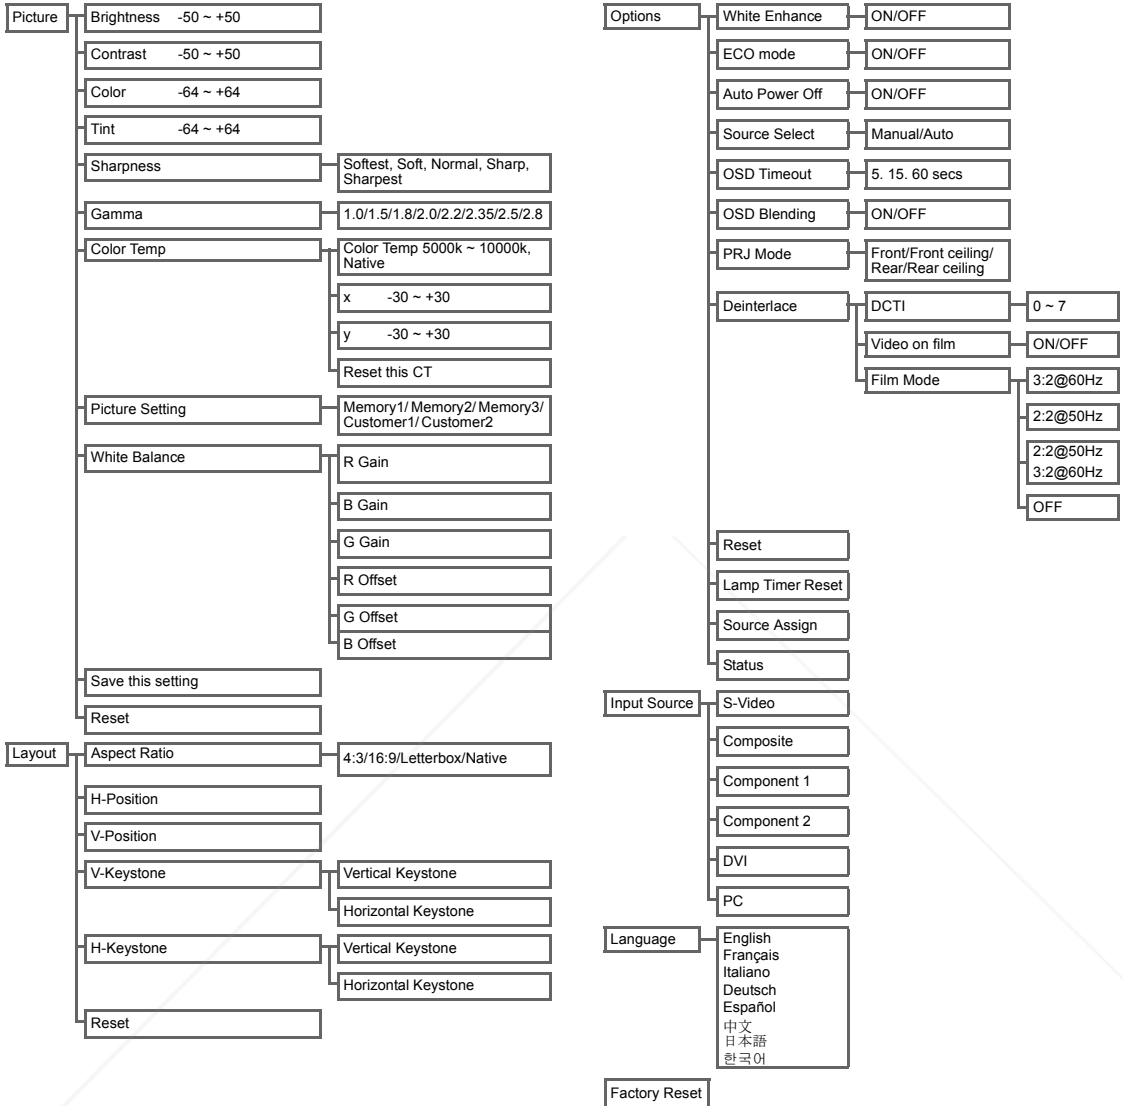 Picture
Brightness -50 ~ +50
Contrast -50 ~ +50
Color -64 ~ +64
Tint -64 ~ +64
Sharpness
Softest, Soft, Normal, Sharp,
Sharpest
Gamma
1.0/1.5/1.8/2.0/2.2/2.35/2.5/2.8
Color Temp
Color Temp 5000k ~ 10000k,
Native
x -30 ~ +30
y -30 ~ +30
Reset this CT
Picture Setting
Memory1/ Memory2/ Memory3/
Customer1/ Customer2
White Balance
R Gain
B Gain
G Gain
R Offset
G Offset
B Offset
Save this setting
Reset
Layout
Aspect Ratio
4:3/16:9/Letterbox/Native
H-Position
V-Position
V-Keystone
Vertical Keystone
Horizontal Keystone
H-Keystone
Vertical Keystone
Horizontal Keystone
Reset
Options
White Enhance
ON/OFF
ECO mode
ON/OFF
Auto Power Off
ON/OFF
Source Select
Manual/Auto
OSD Timeout
5. 15. 60 secs
OSD Blending
ON/OFF
PRJ Mode
Front/Front ceiling/
Rear/Rear ceiling
Deinterlace
DCTI
0 ~ 7
Video on film
ON/OFF
Film Mode
3:2@60Hz
2:2@50Hz
2:2@50Hz
3:2@60Hz
OFF
Reset
Lamp Timer Reset
Source Assign
Status
Input Source
S-Video
Composite
Component 1
Component 2
DVI
PC
Language
English
Français
Italiano
Deutsch
Español
中文
日本語
한국어
Factory Reset